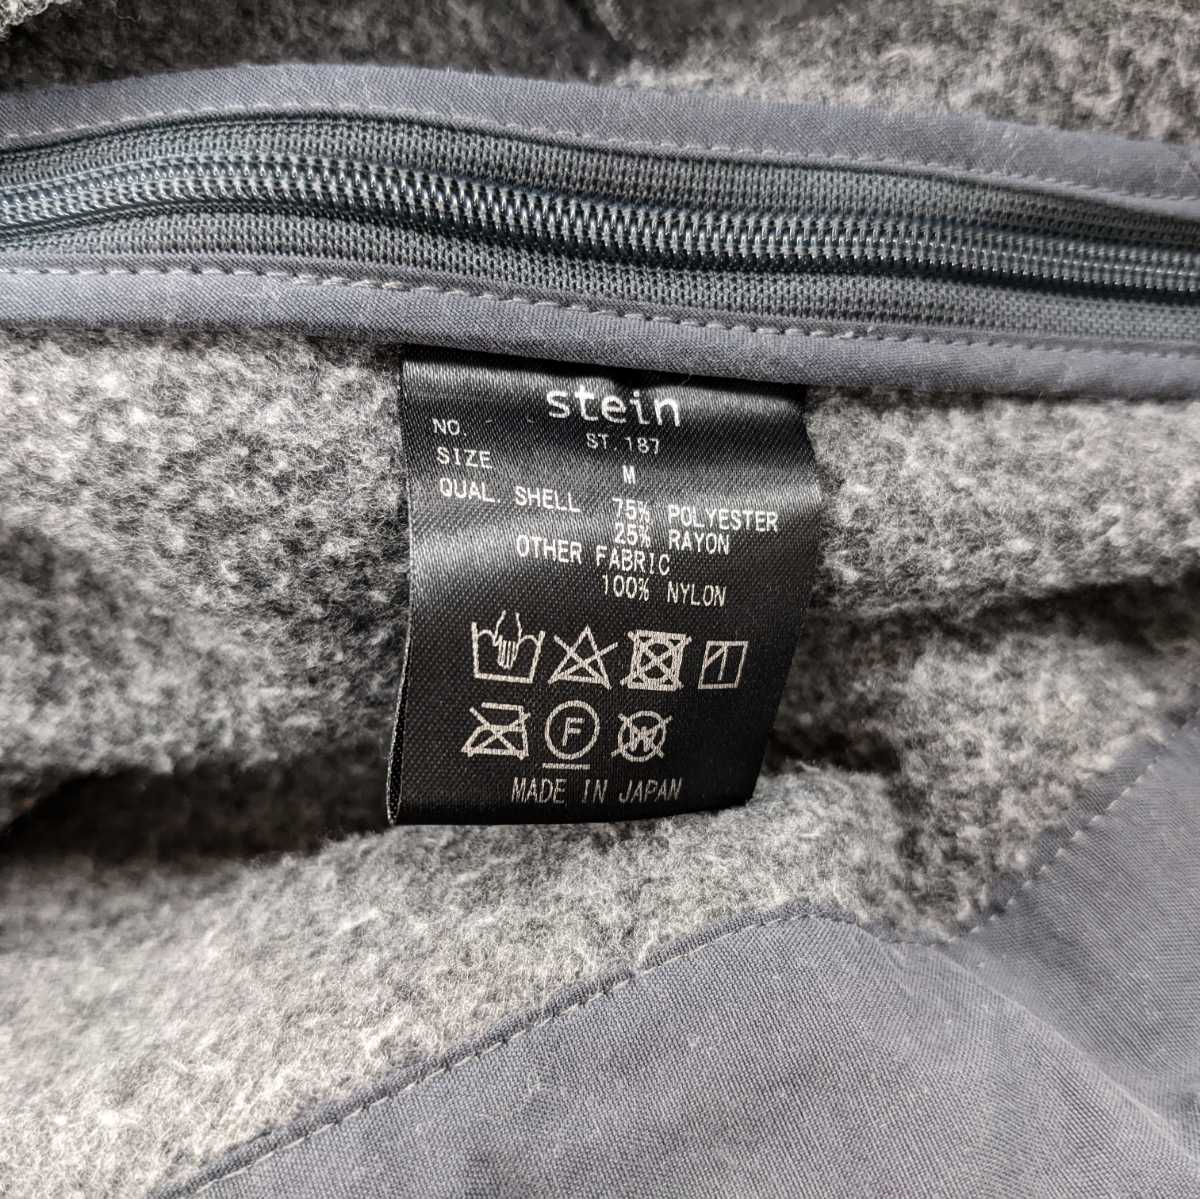 stein
NO. ST.187
SIZE M
QUAL. SHELL 75% POLYESTER
25% RAYON
OTHER FABRIC
100% NYLON
F
W
MADE IN JAPAN